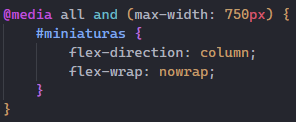 @media all and (max-width: 750px) {
    #miniaturas {
        flex-direction: column;
        flex-wrap: nowrap;
    }
}